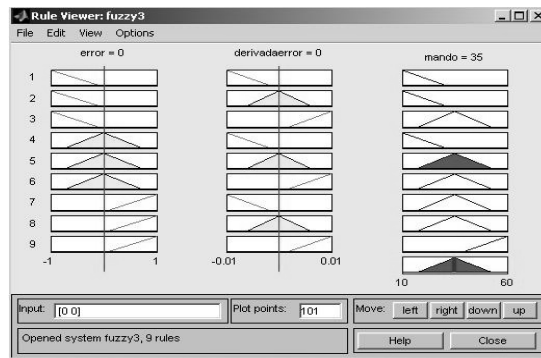 Rule Viewer: fuzzy3
File Edit View Options
error = 0 derivadaerror = 0 mando = 35
1
2
3
4
5
6
7
8
9
-1 1 -0.01 0.01
10 60
Input: [0 0] Plot points: 101 Move: left right down up
Opened system fuzzy3, 9 rules Help Close